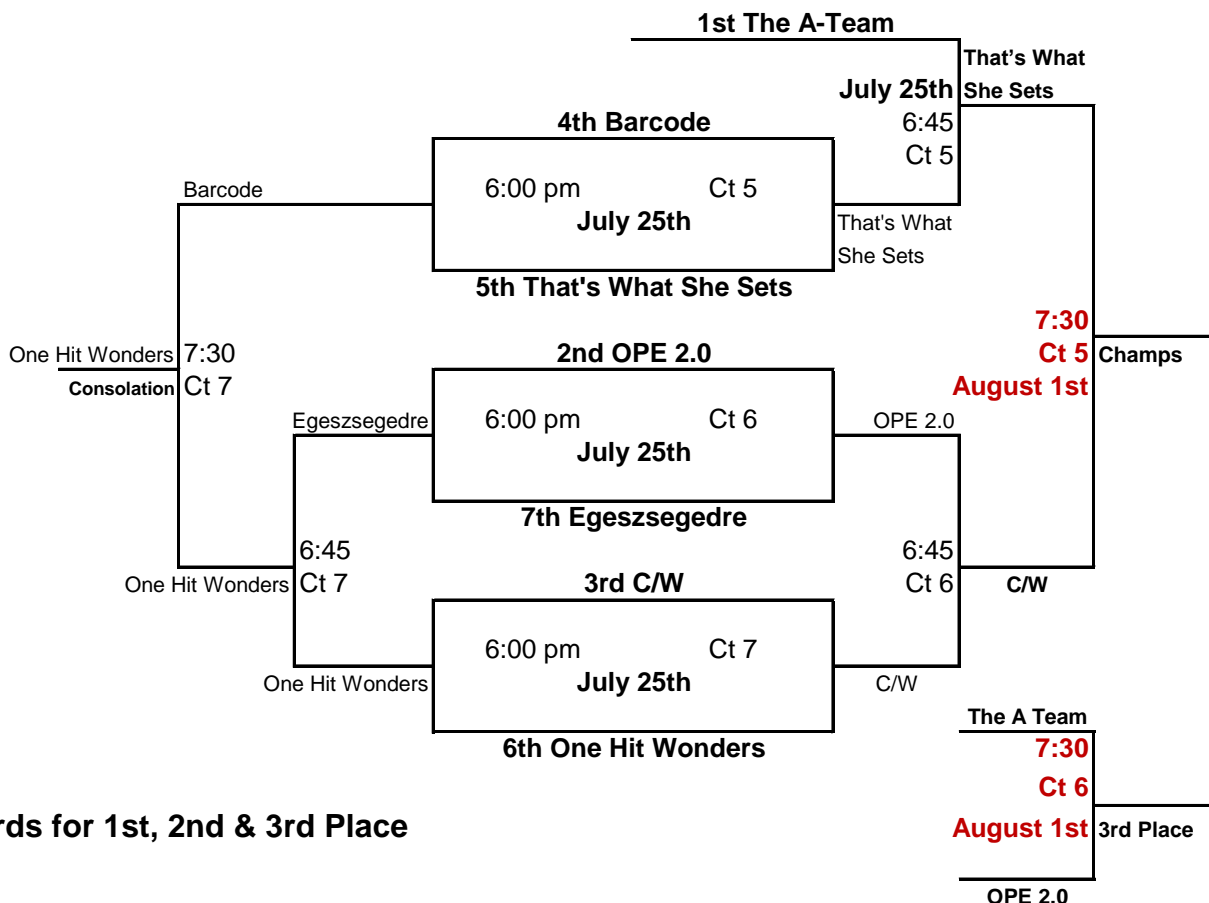 1st The A-Team
That’s What
She Sets
July 25th
6:45
Ct 5
4th Barcode
Barcode
6:00 pm Ct 5
July 25th
That's What
She Sets
5th That's What She Sets
7:30
Ct 5
August 1st
Champs
One Hit Wonders
Consolation
7:30
Ct 7
2nd OPE 2.0
Egeszsegedre
6:00 pm Ct 6
July 25th
OPE 2.0
7th Egeszsegedre
6:45
Ct 7
One Hit Wonders
6:45
Ct 6
C/W
3rd C/W
6:00 pm Ct 7
July 25th
One Hit Wonders
C/W
6th One Hit Wonders
The A Team
7:30
Ct 6
August 1st
3rd Place
OPE 2.0
rds for 1st, 2nd & 3rd Place